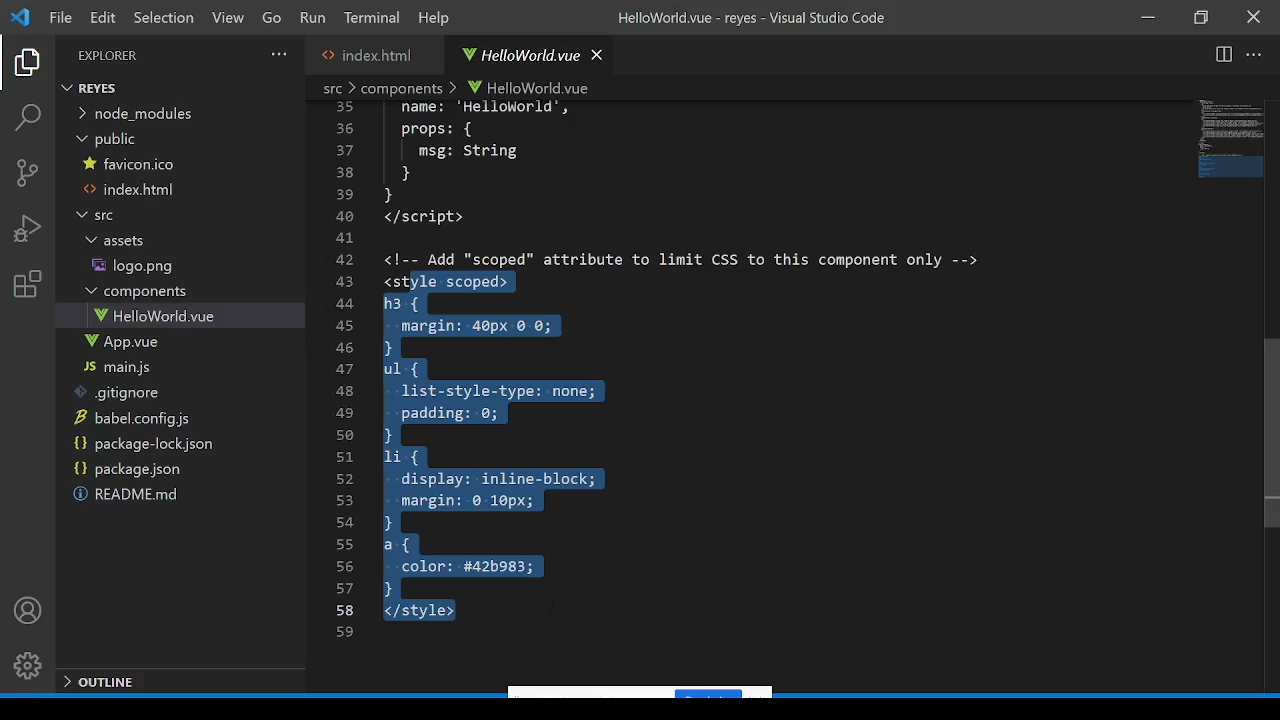 File Edit Selection View Go Run Terminal Help HelloWorld.vue - reyes - Visual Studio Code
EXPLORER
REYES
node_modules
public
favicon.ico
index.html
src
assets
logo.png
components
HelloWorld.vue
App.vue
main.js
.gitignore
babel.config.js
package-lock.json
package.json
README.md
OUTLINE
index.html HelloWorld.vue
src > components > HelloWorld.vue
35 name: 'HelloWorld',
36 props: {
37 msg: String
38 }
39 }
40 </script>
41
42 <!-- Add "scoped" attribute to limit CSS to this component only -->
43 <style scoped>
44 h3 {
45 margin: 40px 0 0;
46 }
47 ul {
48 list-style-type: none;
49 padding: 0;
50 }
51 li {
52 display: inline-block;
53 margin: 0 10px;
54 }
55 a {
56 color: #42b983;
57 }
58 </style>
59